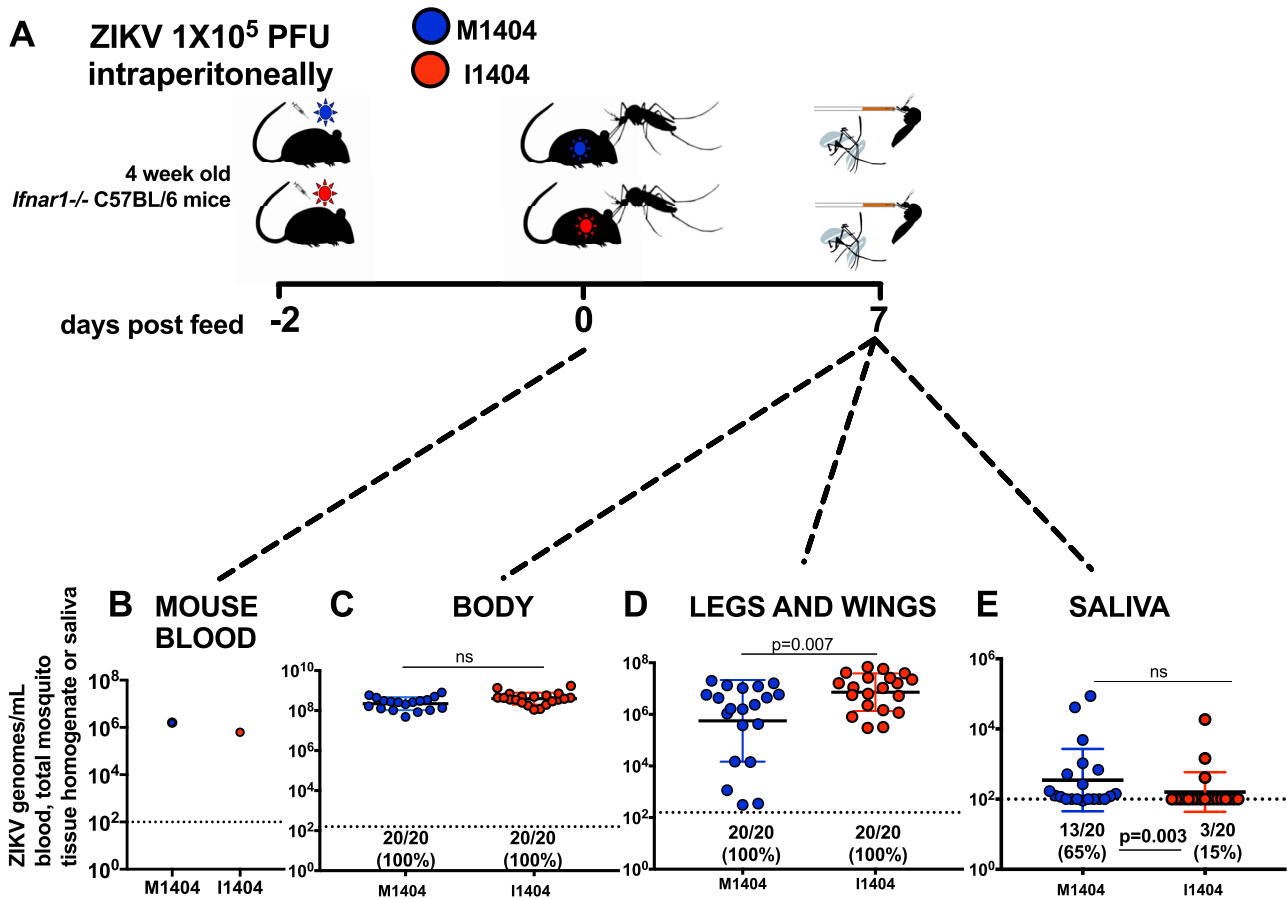 A
ZIKV 1X10⁵ PFU
intraperitoneally
M1404
I1404
4 week old
Ifnar1-/- C57BL/6 mice
days post feed
-2
0
7
ZIKV genomes/mL
blood, total mosquito
tissue homogenate or saliva
B
MOUSE
BLOOD
10⁸
10⁶
10⁴
10²
10⁰
M1404
I1404
C
BODY
ns
10¹⁰
10⁸
10⁶
10⁴
10²
10⁰
20/20
(100%)
20/20
(100%)
M1404
I1404
D
LEGS AND WINGS
p=0.007
10⁸
10⁶
10⁴
10²
10⁰
20/20
(100%)
20/20
(100%)
M1404
I1404
E
SALIVA
ns
10⁶
10⁴
10²
10⁰
13/20
(65%)
p=0.003
3/20
(15%)
M1404
I1404